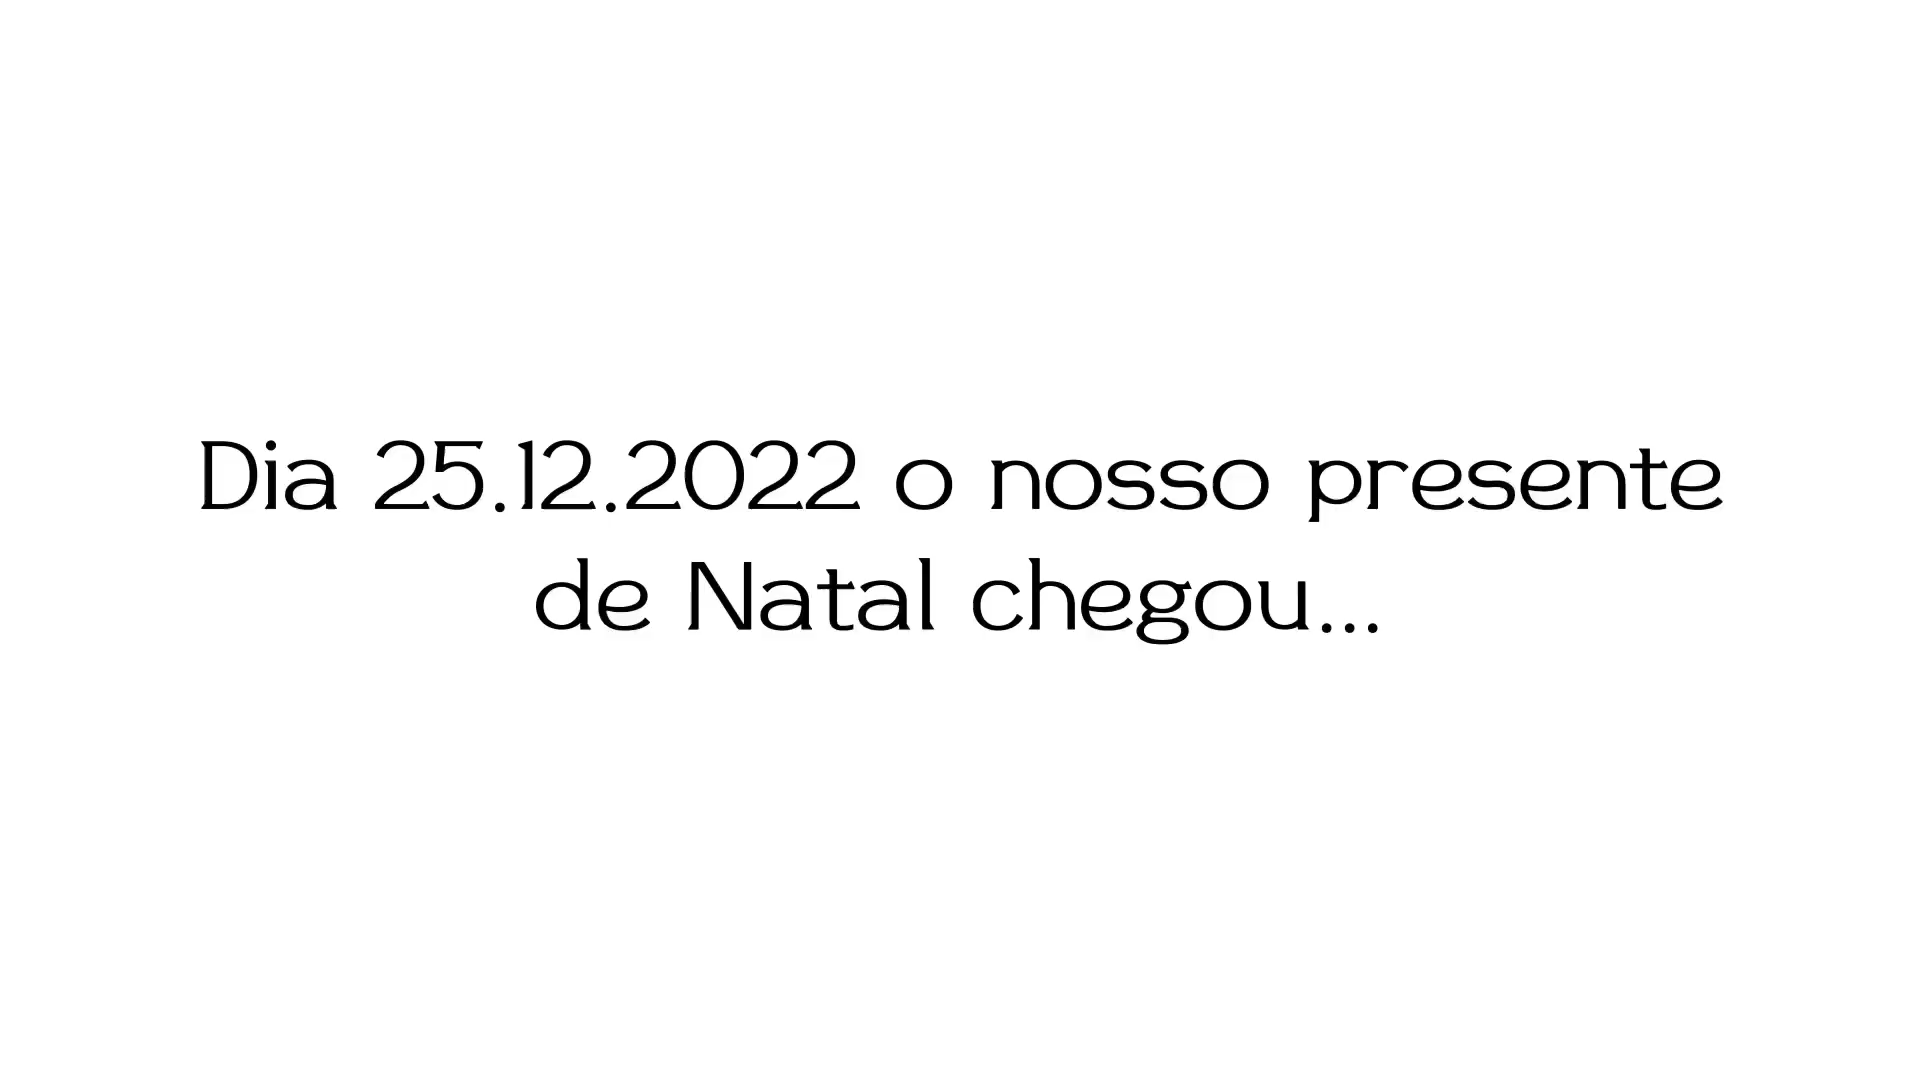 Dia 25.12.2022 o nosso presente
de Natal chegou...